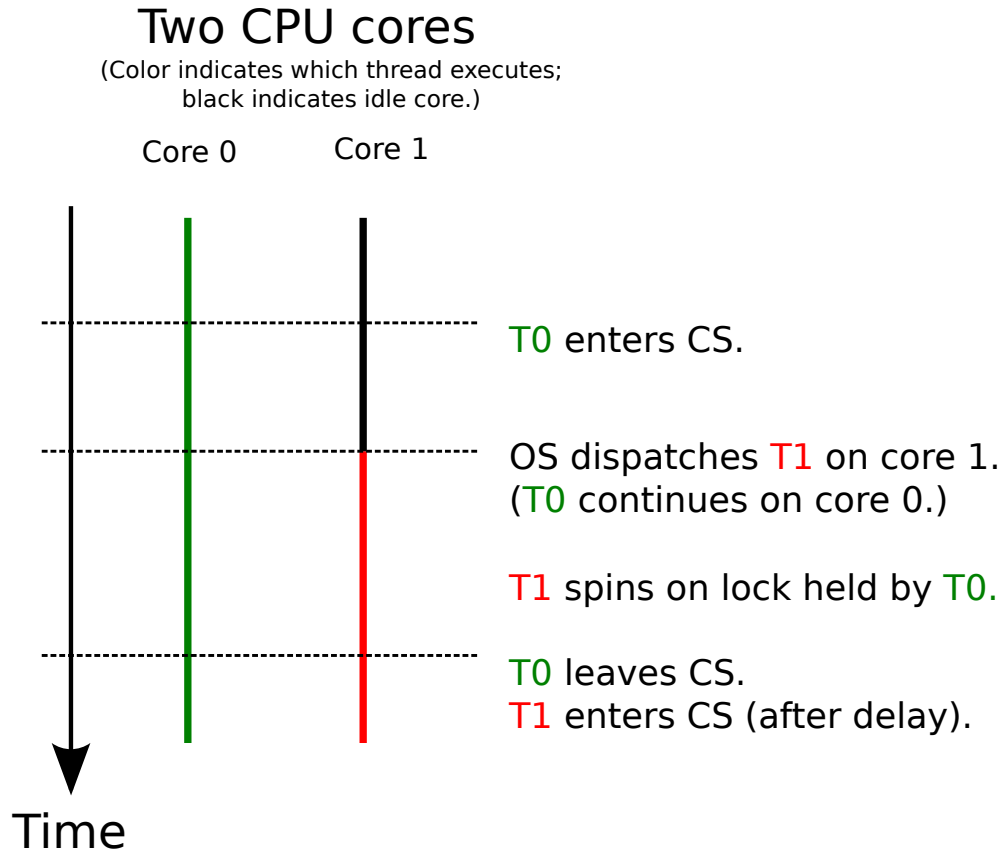 Two CPU cores
(Color indicates which thread executes;
black indicates idle core.)
Core 0
Core 1
T0 enters CS.
OS dispatches T1 on core 1.
(T0 continues on core 0.)
T1 spins on lock held by T0.
T0 leaves CS.
T1 enters CS (after delay).
Time